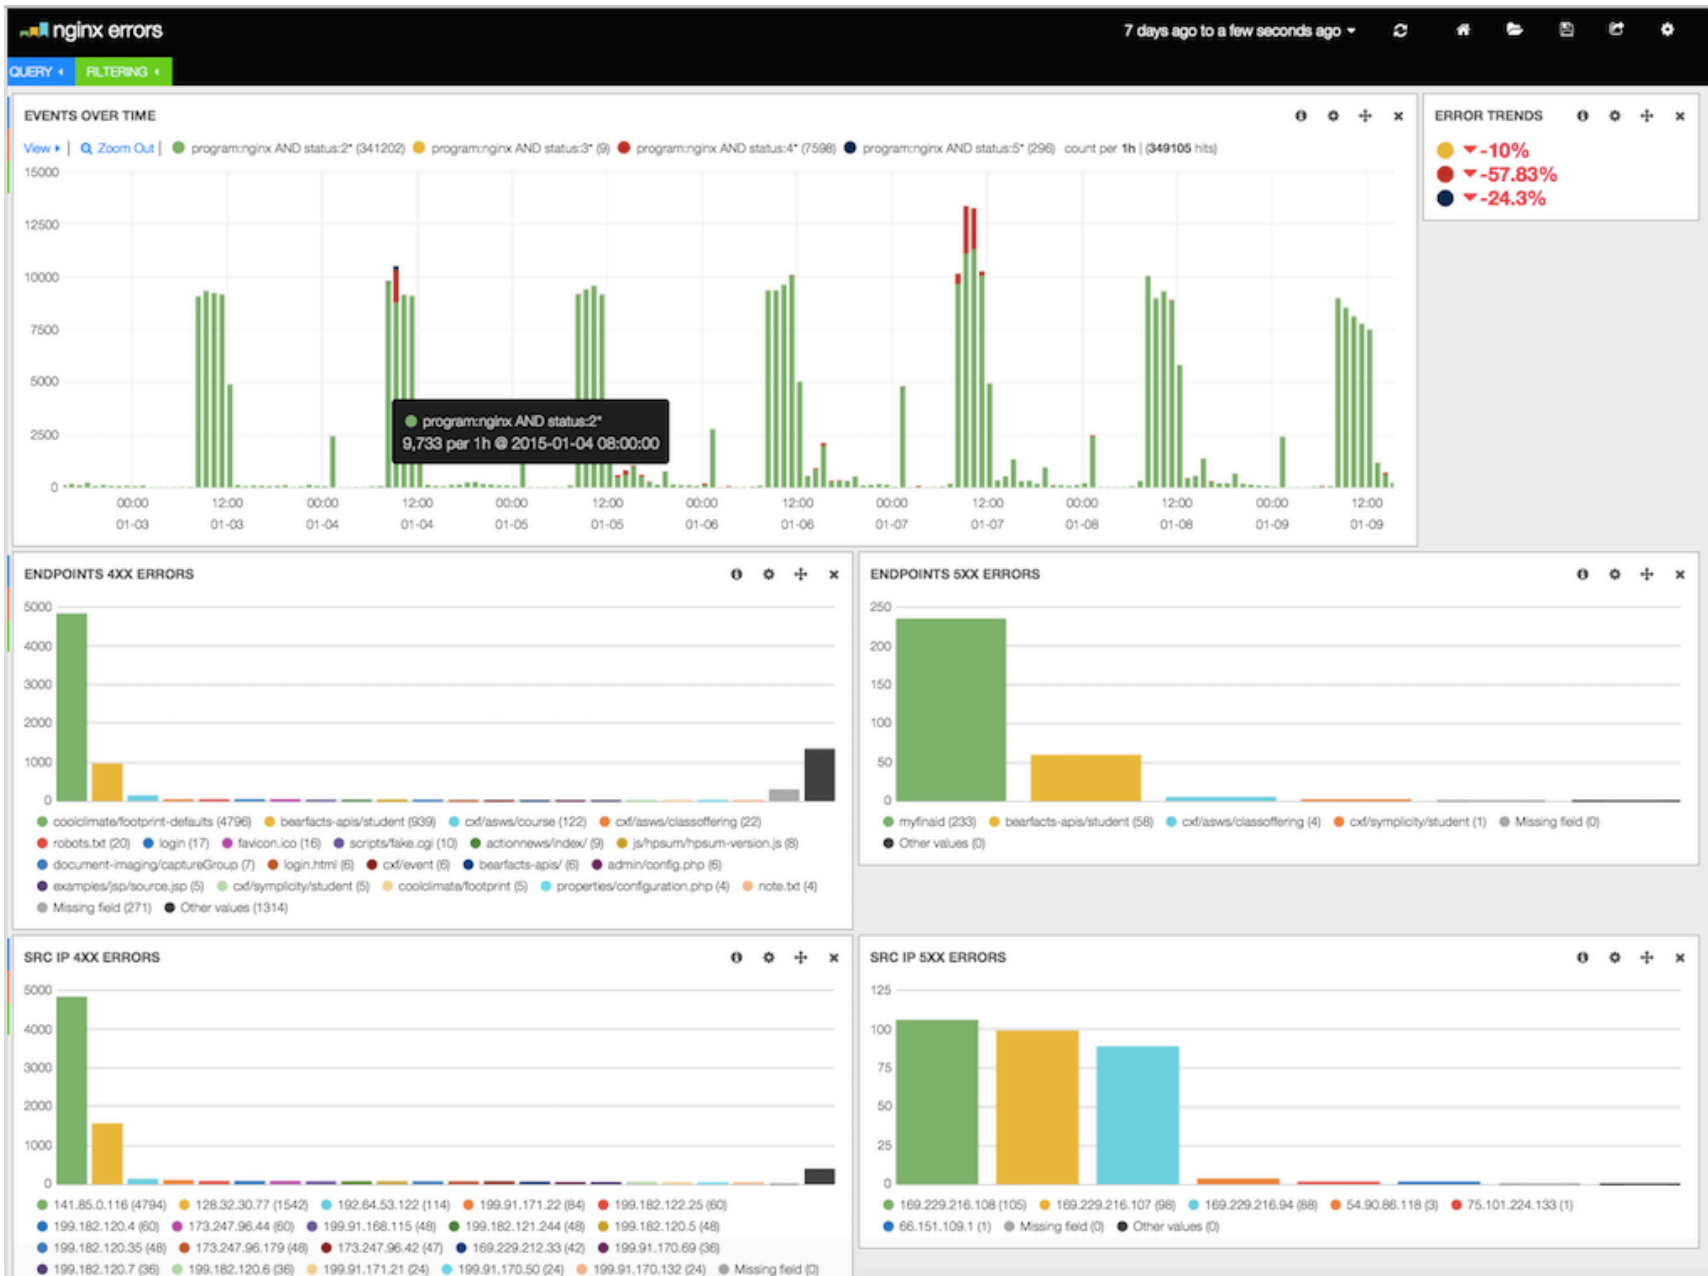 nginx errors
7 days ago to a few seconds ago
QUERY
FILTERING
EVENTS OVER TIME
View | Zoom Out | program:nginx AND status:2* (341202) program:nginx AND status:3* (9) program:nginx AND status:4* (7598) program:nginx AND status:5* (296) count per 1h | (349105 hits)
15000
12500
10000
7500
5000
2500
0
program:nginx AND status:2*
9,733 per 1h @ 2015-01-04 08:00:00
00:00 12:00 00:00 12:00 00:00 12:00 00:00 12:00 00:00 12:00 00:00 12:00 00:00 12:00
01-03 01-03 01-04 01-04 01-05 01-05 01-06 01-06 01-07 01-07 01-08 01-08 01-09 01-09
ERROR TRENDS
-10%
-57.83%
-24.3%
ENDPOINTS 4XX ERRORS
5000
4000
3000
2000
1000
0
coolclimate/footprint-defaults (4796) bearfacts-apis/student (939) cxf/asws/course (122) cxf/asws/classoffering (22)
robots.txt (20) login (17) favicon.ico (16) scripts/fake.cgi (10) actionnews/index/ (9) js/hpsum/hpsum-version.js (8)
document-imaging/captureGroup (7) login.html (6) cxf/event (6) bearfacts-apis/ (6) admin/config.php (6)
examples/jsp/source.jsp (5) cxf/symplicity/student (5) coolclimate/footprint (5) properties/configuration.php (4) note.txt (4)
Missing field (271) Other values (1314)
ENDPOINTS 5XX ERRORS
250
200
150
100
50
0
myfinaid (233) bearfacts-apis/student (58) cxf/asws/classoffering (4) cxf/symplicity/student (1) Missing field (0)
Other values (0)
SRC IP 4XX ERRORS
5000
4000
3000
2000
1000
0
141.85.0.116 (4794) 128.32.30.77 (1542) 192.64.53.122 (114) 199.91.171.22 (84) 199.182.122.25 (60)
199.182.120.4 (60) 173.247.96.44 (60) 199.91.168.115 (48) 199.182.121.244 (48) 199.182.120.5 (48)
199.182.120.35 (48) 173.247.96.179 (48) 173.247.96.42 (47) 169.229.212.33 (42) 199.91.170.69 (36)
199.182.120.7 (36) 199.182.120.6 (36) 199.91.171.21 (24) 199.91.170.50 (24) 199.91.170.132 (24) Missing field (0)
SRC IP 5XX ERRORS
125
100
75
50
25
0
169.229.216.108 (105) 169.229.216.107 (98) 169.229.216.94 (88) 54.90.86.118 (3) 75.101.224.133 (1)
66.151.109.1 (1) Missing field (0) Other values (0)